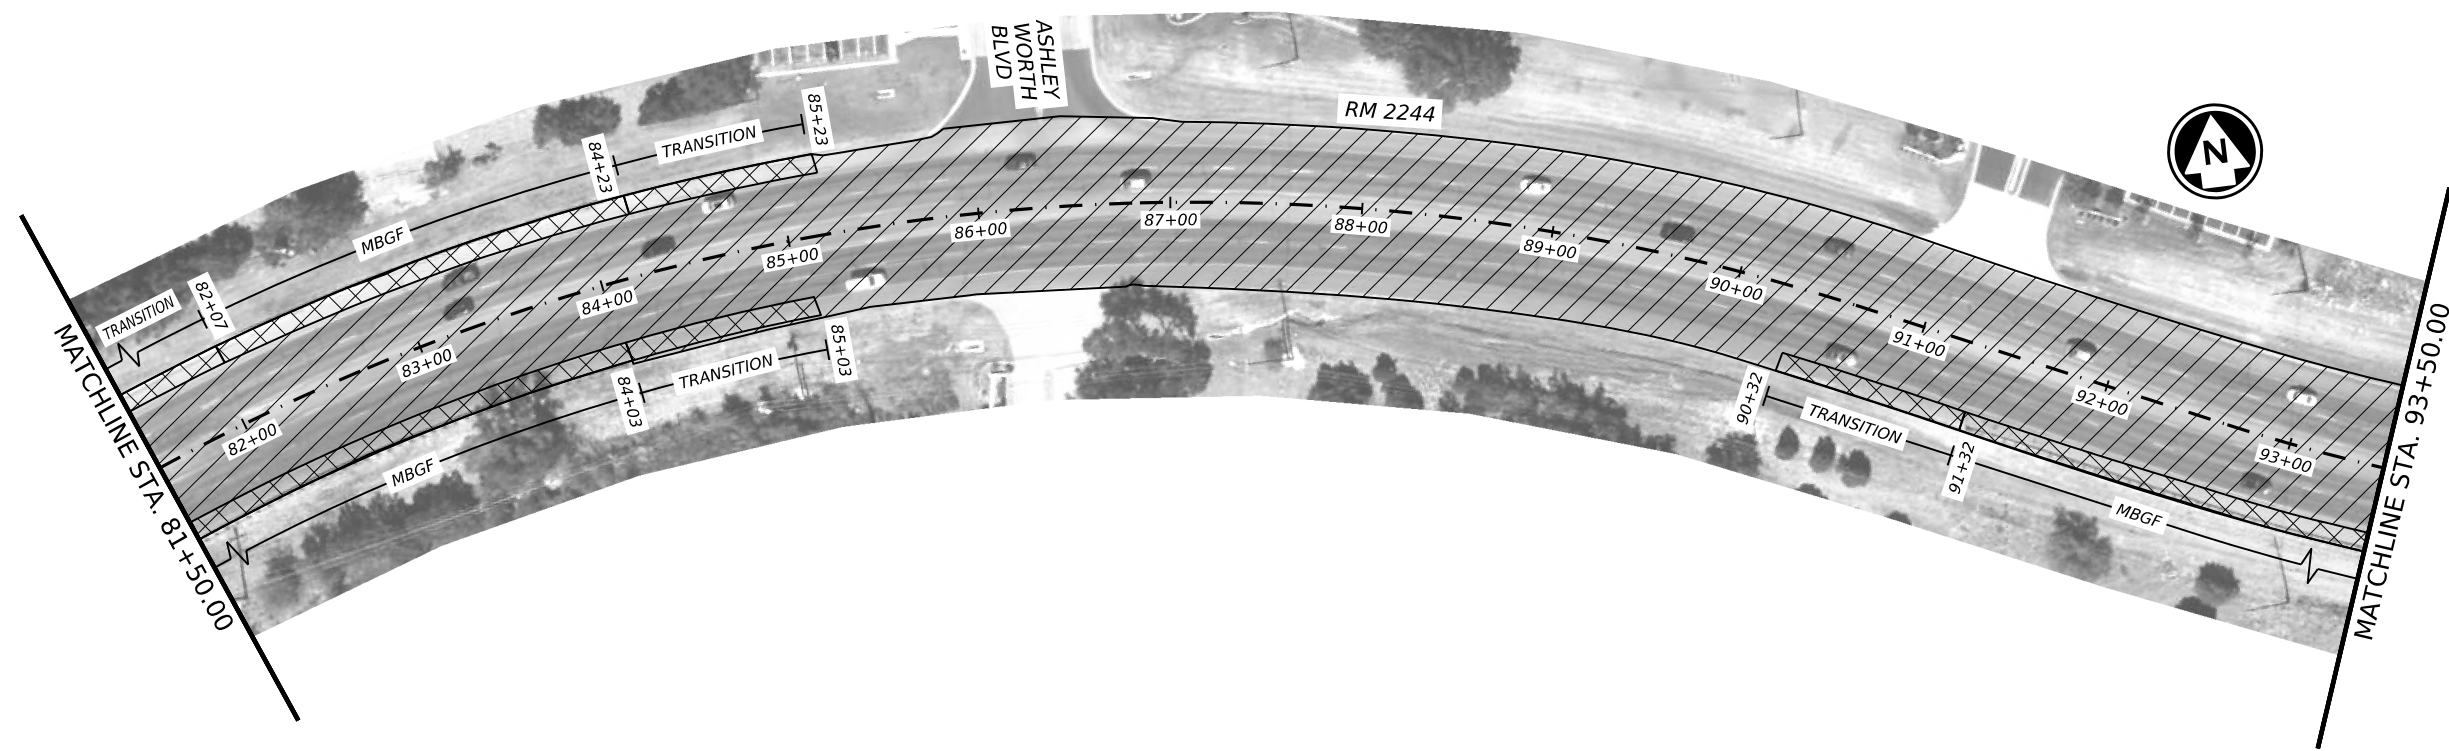 ASHLEY
WORTH
BLVD
RM 2244
N
85+23
TRANSITION
84+23
MBGF
82+07
TRANSITION
MATCHLINE STA. 81+50.00
82+00
83+00
84+00
85+00
86+00
87+00
88+00
89+00
90+00
91+00
92+00
93+00
MBGF
84+03
TRANSITION
85+03
90+32
TRANSITION
91+32
MBGF
MATCHLINE STA. 93+50.00